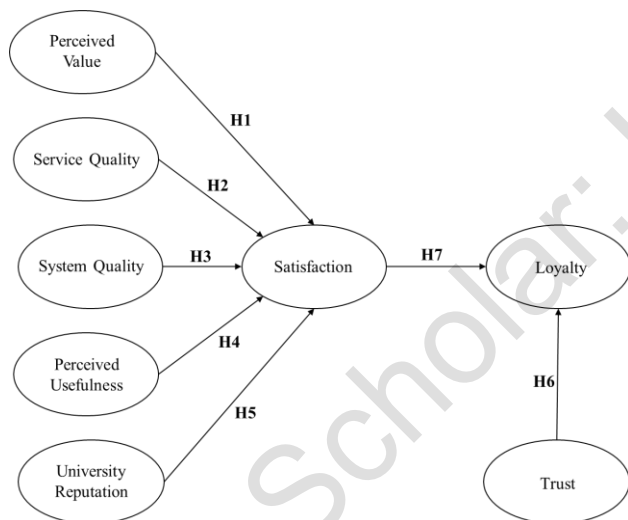 Perceived
Value
H1
Service Quality
H2
System Quality
H3
Satisfaction
H7
Loyalty
Perceived
Usefulness
H4
H5
H6
University
Reputation
Trust
Scholar: